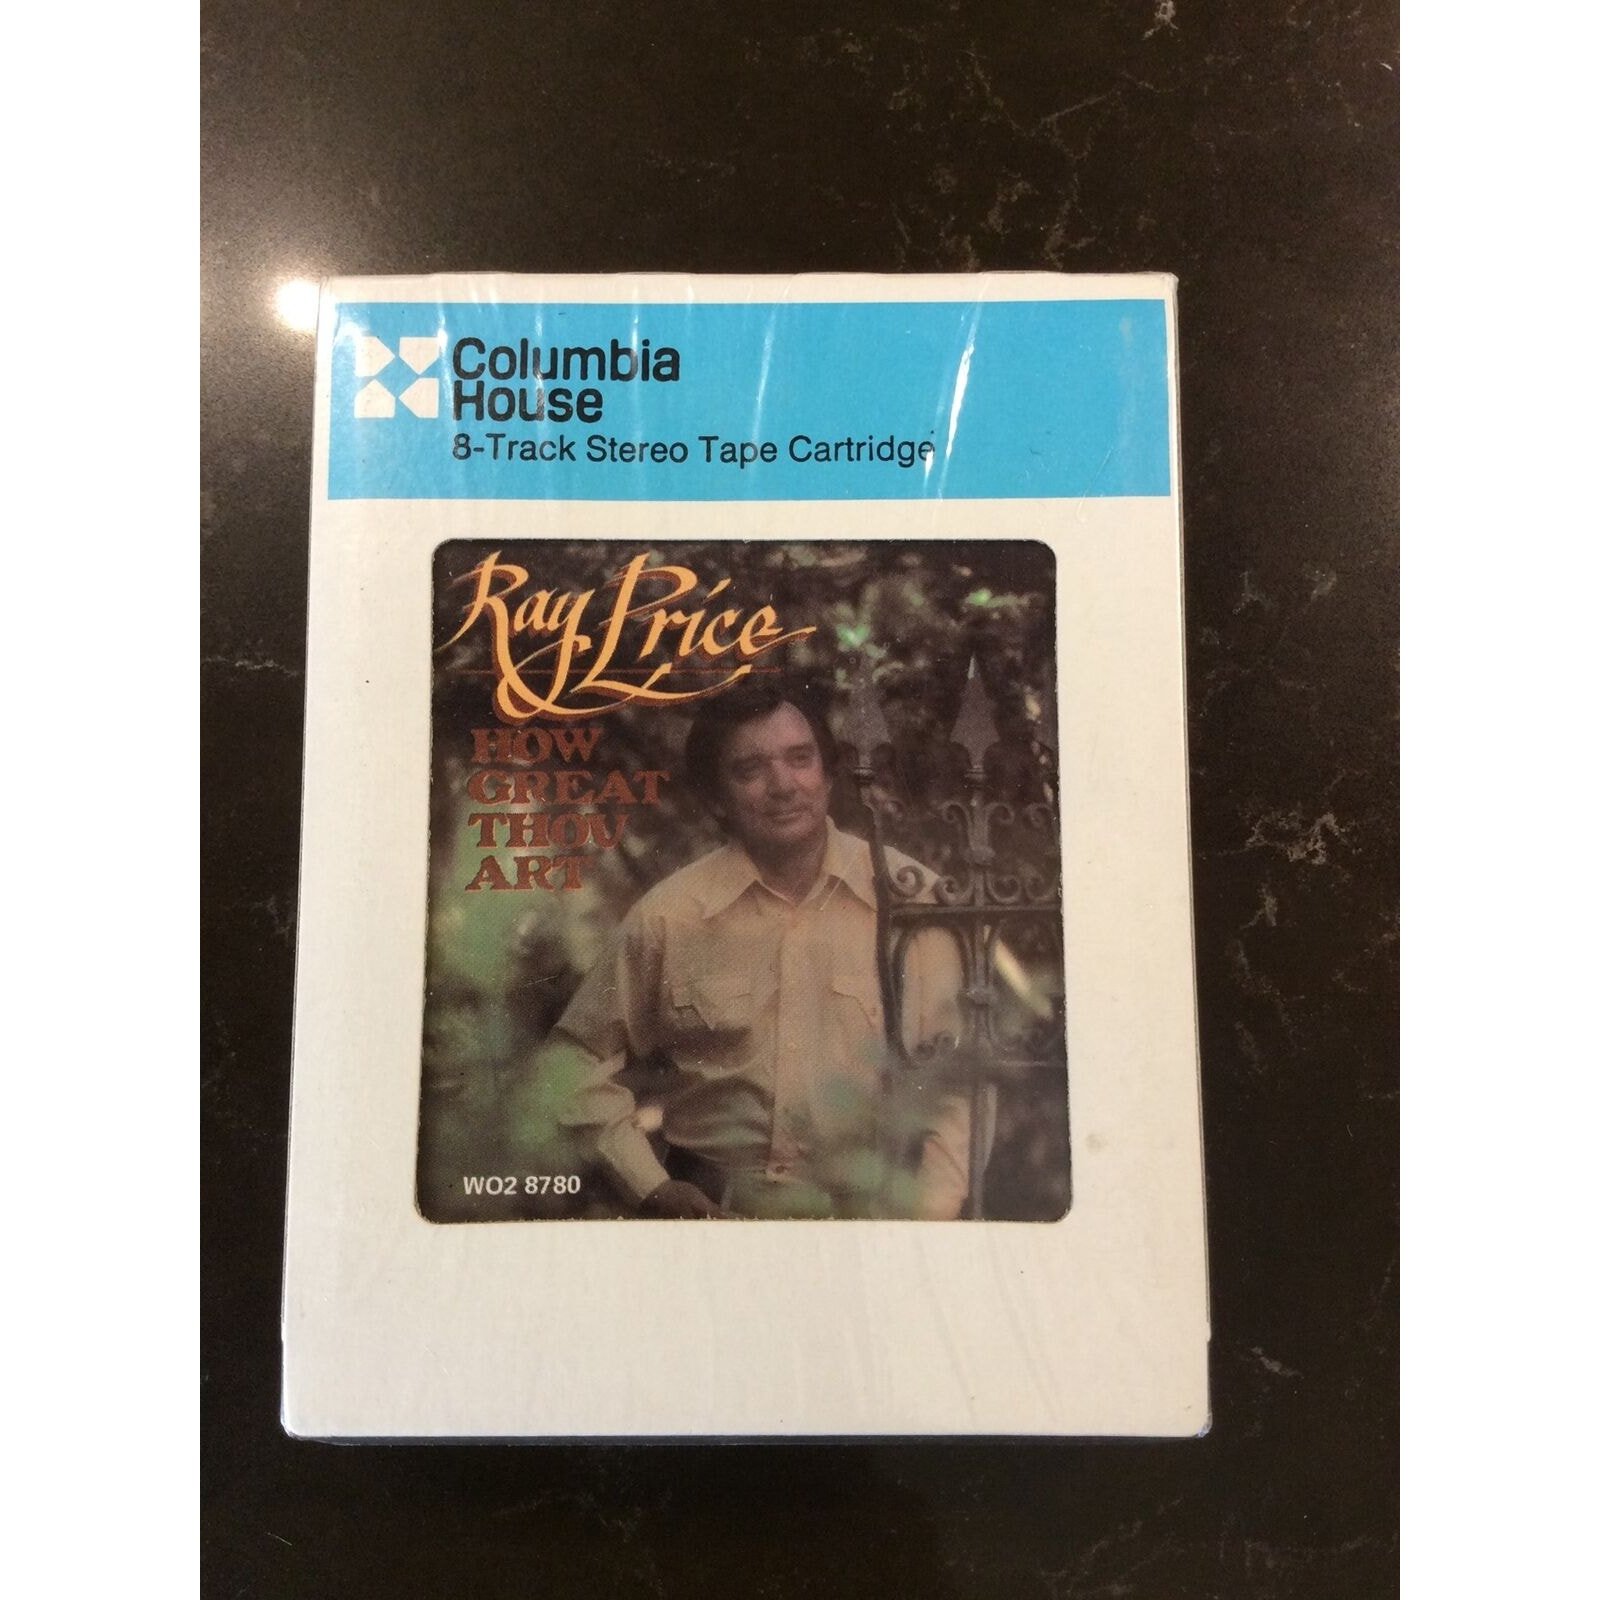 Columbia
House
8-Track Stereo Tape Cartridge
Ray Price
HOW
GREAT
THOU
ART
WO2 8780